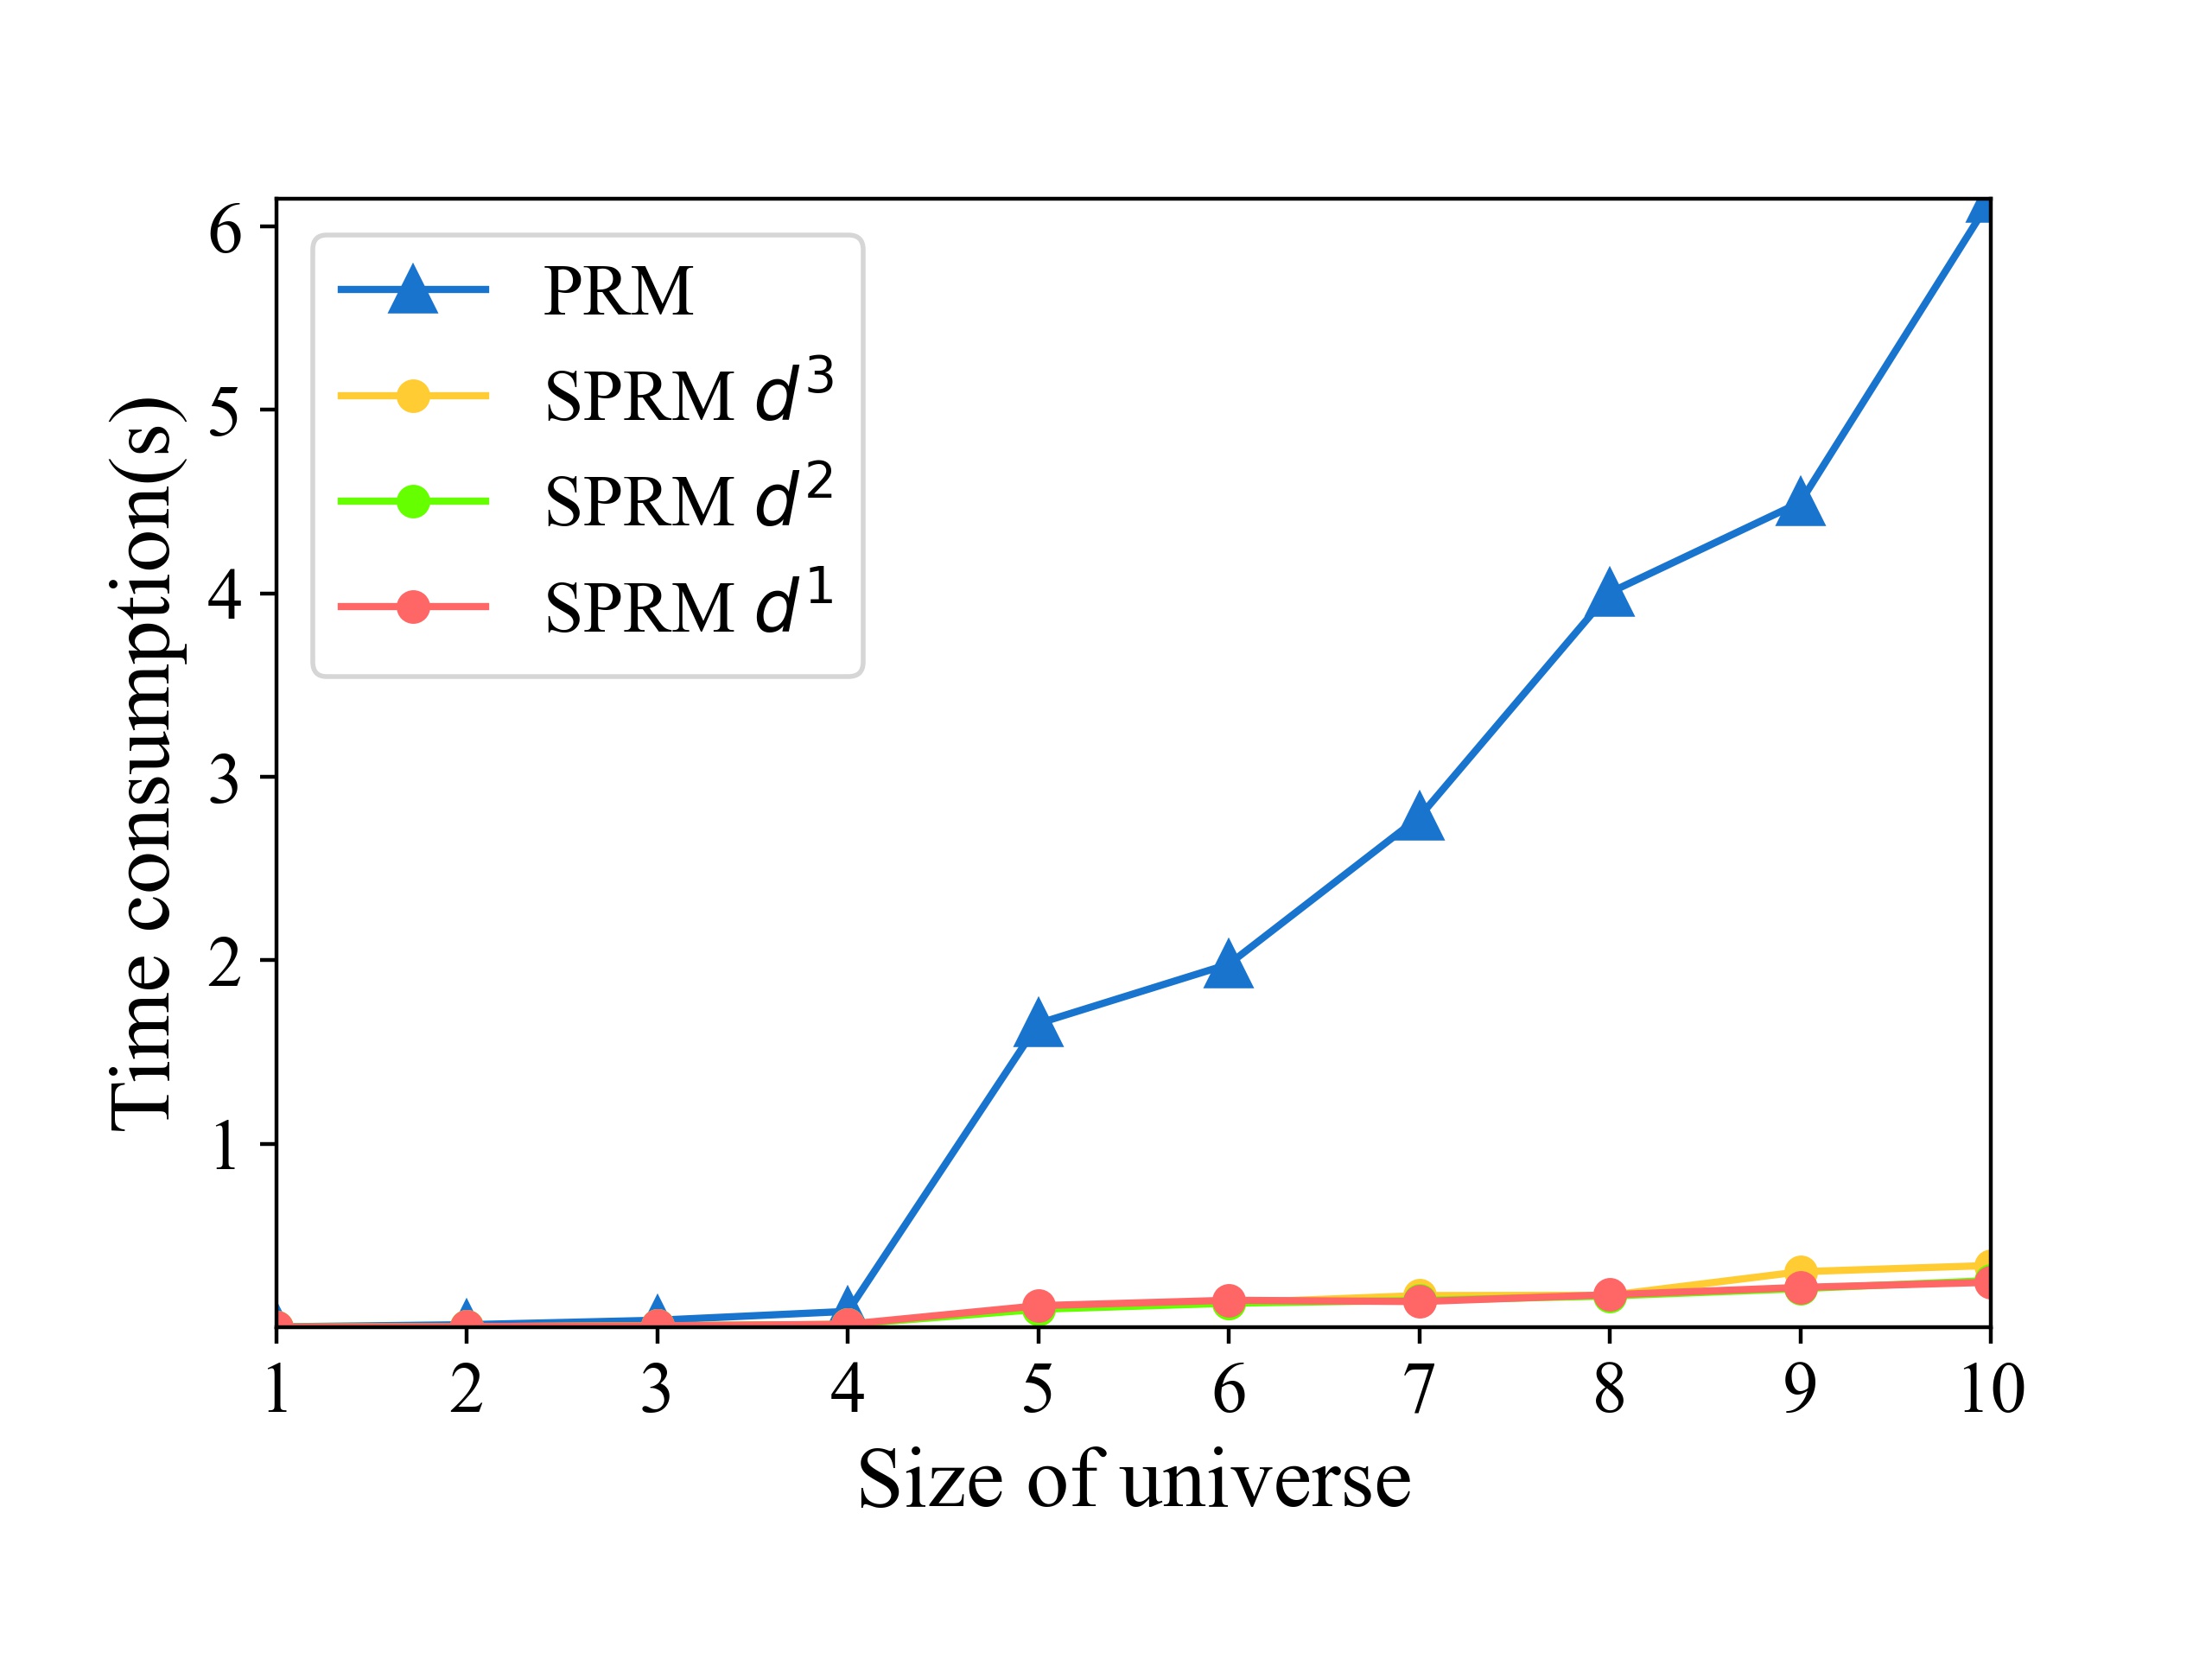 6
5
4
3
2
1
Time consumption(s)
PRM
SPRM d³
SPRM d²
SPRM d¹
1 2 3 4 5 6 7 8 9 10
Size of universe